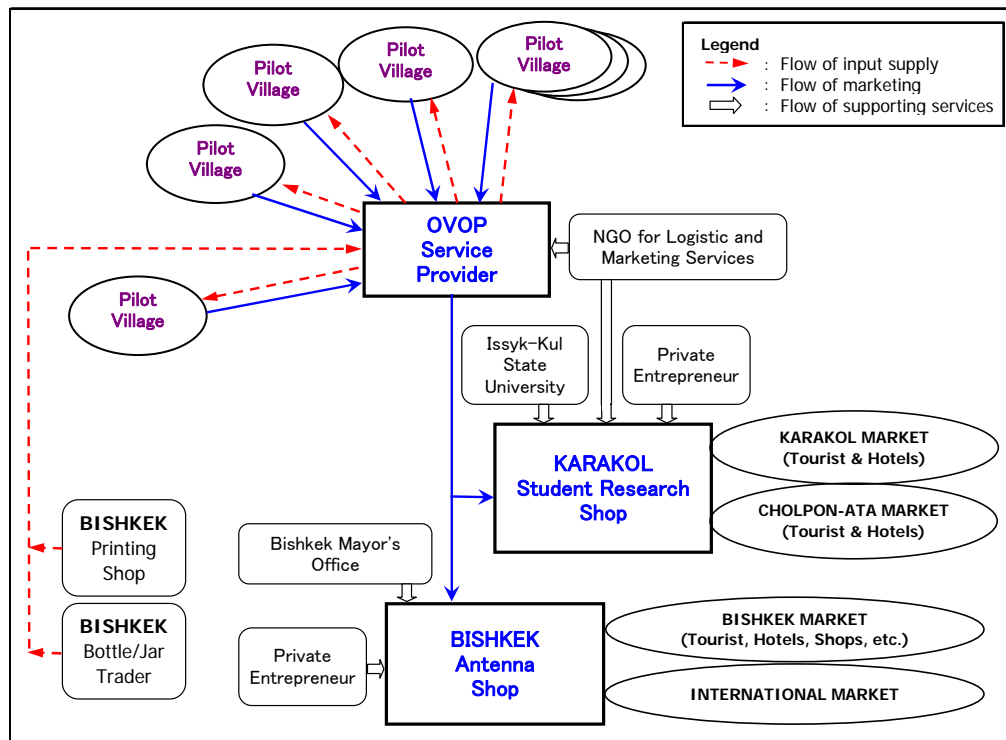 Pilot
Village
Pilot
Village
Pilot
Village
Legend
: Flow of input supply
: Flow of marketing
: Flow of supporting services
Pilot
Village
OVOP
Service
Provider
NGO for Logistic and
Marketing Services
Pilot
Village
Issyk-Kul
State
University
Private
Entrepreneur
KARAKOL
Student Research
Shop
KARAKOL MARKET
(Tourist & Hotels)
CHOLPON-ATA MARKET
(Tourist & Hotels)
BISHKEK
Printing
Shop
Bishkek Mayor's
Office
BISHKEK
Bottle/Jar
Trader
Private
Entrepreneur
BISHKEK
Antenna
Shop
BISHKEK MARKET
(Tourist, Hotels, Shops, etc.)
INTERNATIONAL MARKET